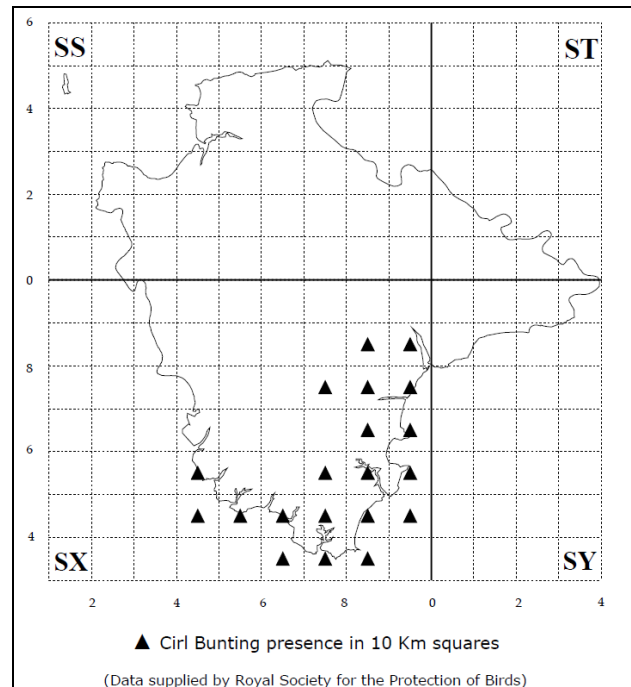 6
SS ST
4
2
0
8
6
4
SX SY
2 4 6 8 0 2 4
▲ Cirl Bunting presence in 10 Km squares
(Data supplied by Royal Society for the Protection of Birds)